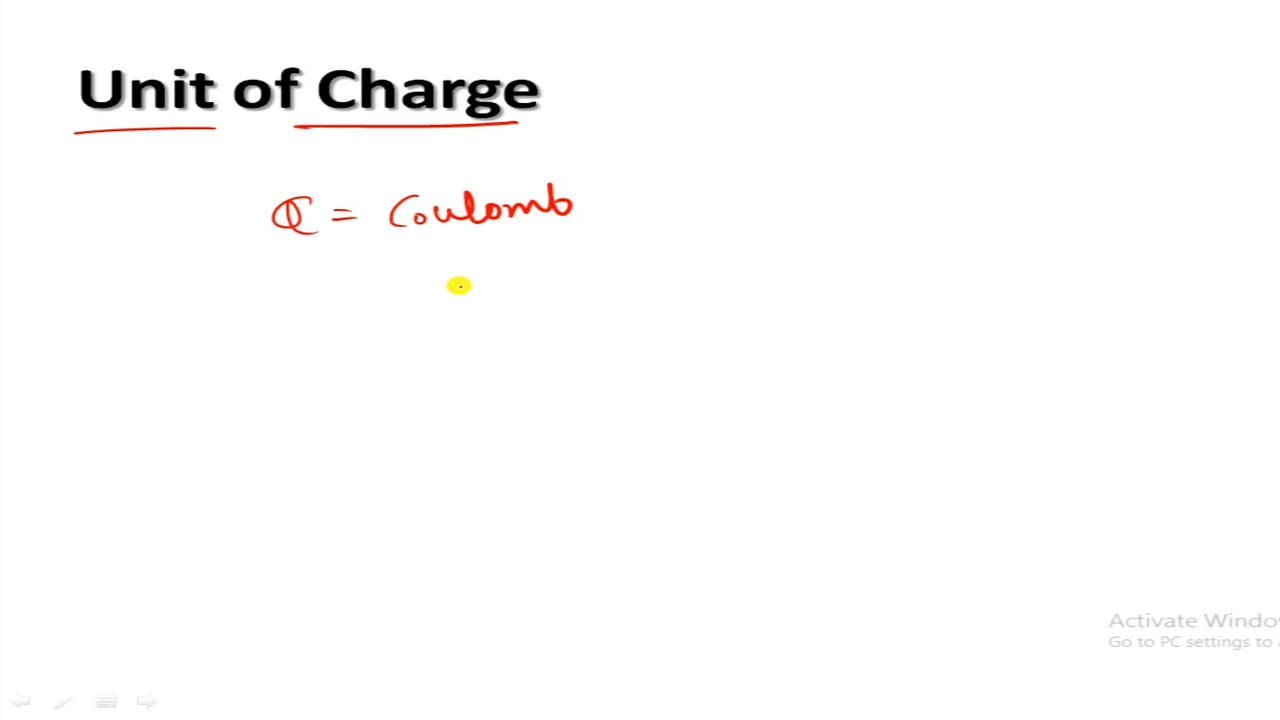 Unit of Charge
C = Coulomb
Activate Windo
Go to PC settings to a